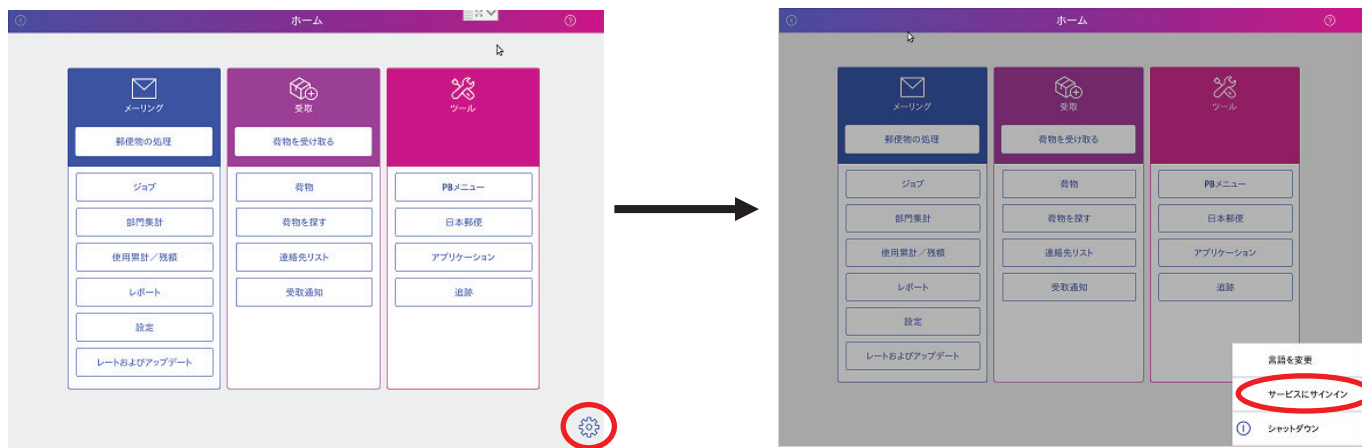 ホーム
メーリング
郵便物の処理
ジョブ
部門集計
使用累計／残額
レポート
設定
レートおよびアップデート
受取
荷物を受け取る
荷物
荷物を探す
連絡先リスト
受取通知
ツール
PBメニュー
日本郵便
アプリケーション
追跡
ホーム
メーリング
郵便物の処理
ジョブ
部門集計
使用累計／残額
レポート
設定
レートおよびアップデート
受取
荷物を受け取る
荷物
荷物を探す
連絡先リスト
受取通知
ツール
PBメニュー
日本郵便
アプリケーション
追跡
言語を変更
サービスにサインイン
シャットダウン